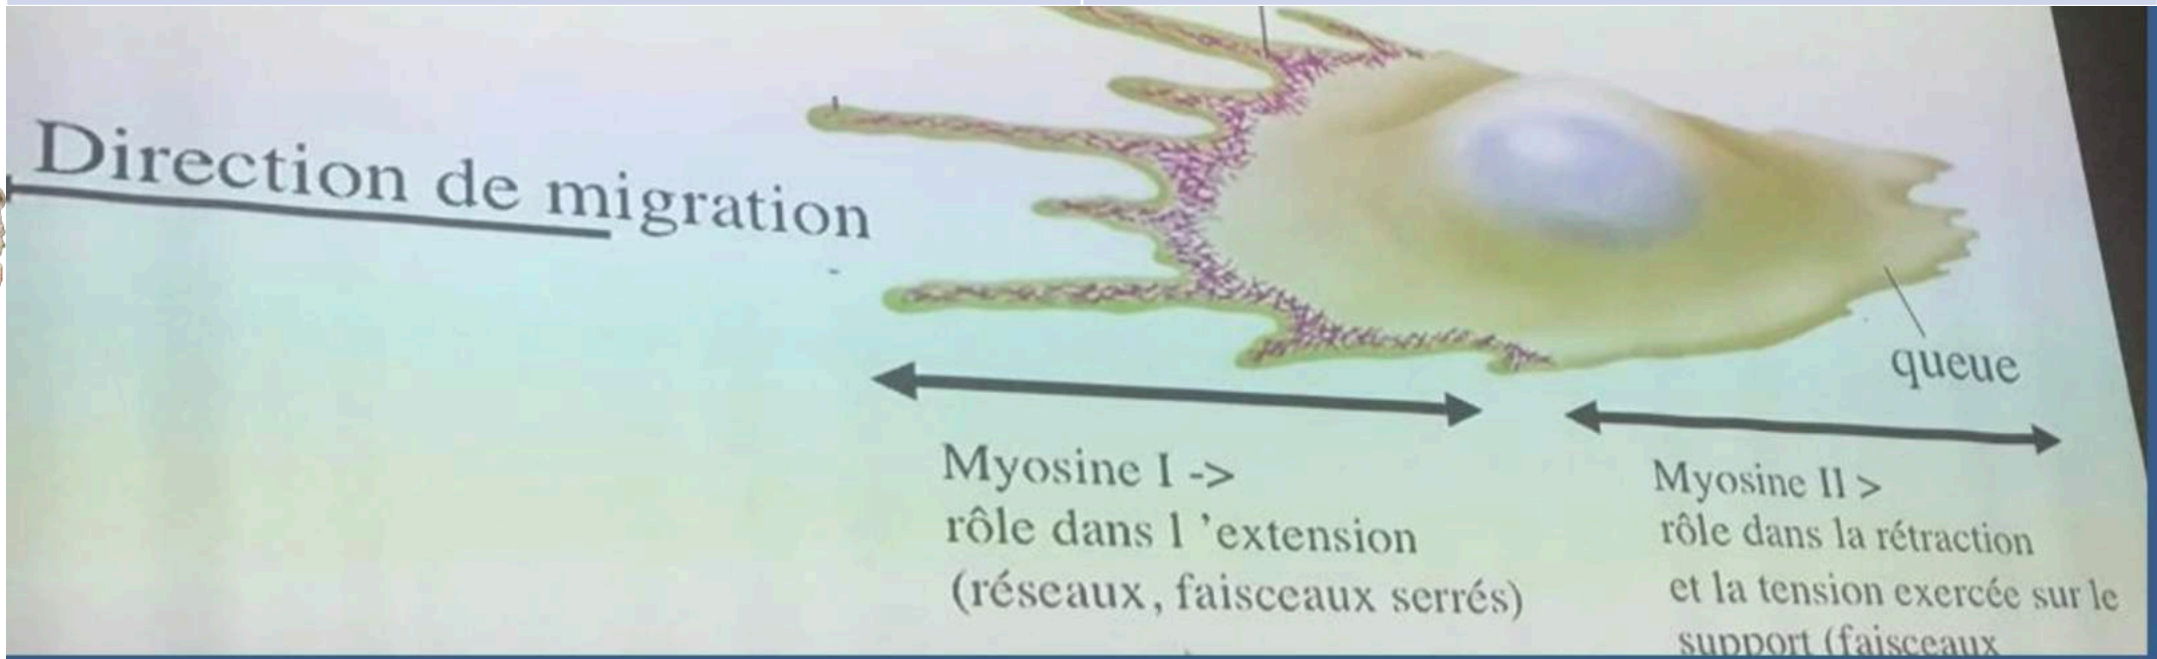 Direction de migration
queue
Myosine I ->
rôle dans l 'extension
(réseaux, faisceaux serrés)
Myosine II >
rôle dans la rétraction
et la tension exercée sur le
support (faisceaux